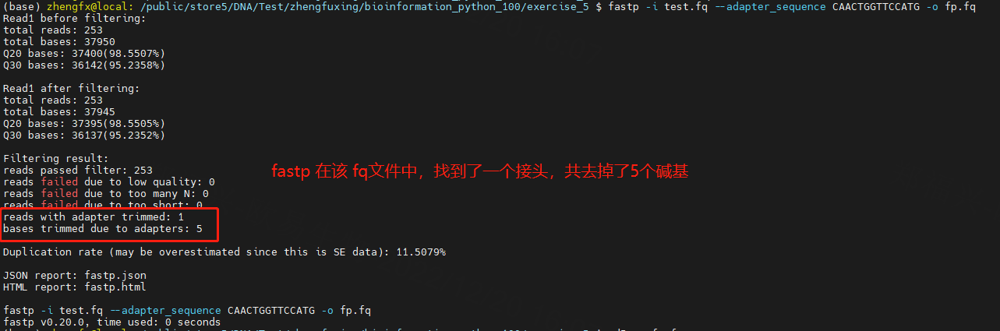 (base) zhengfx@local: /public/store5/DNA/Test/zhengfuxing/bioinformation_python_100/exercise_5 $ fastp -i test.fq --adapter_sequence CAACTGGTTCCATG -o fp.fq
Read1 before filtering:
total reads: 253
total bases: 37950
Q20 bases: 37400(98.5507%)
Q30 bases: 36142(95.2358%)
Read1 after filtering:
total reads: 253
total bases: 37945
Q20 bases: 37395(98.5505%)
Q30 bases: 36137(95.2352%)
Filtering result:
reads passed filter: 253
fastp 在该 fq文件中，找到了一个接头，共去掉了5个碱基
reads failed due to low quality: 0
reads failed due to too many N: 0
reads failed due to too short: 0
reads with adapter trimmed: 1
bases trimmed due to adapters: 5
Duplication rate (may be overestimated since this is SE data): 11.5079%
JSON report: fastp.json
HTML report: fastp.html
fastp -i test.fq --adapter_sequence CAACTGGTTCCATG -o fp.fq
fastp v0.20.0, time used: 0 seconds